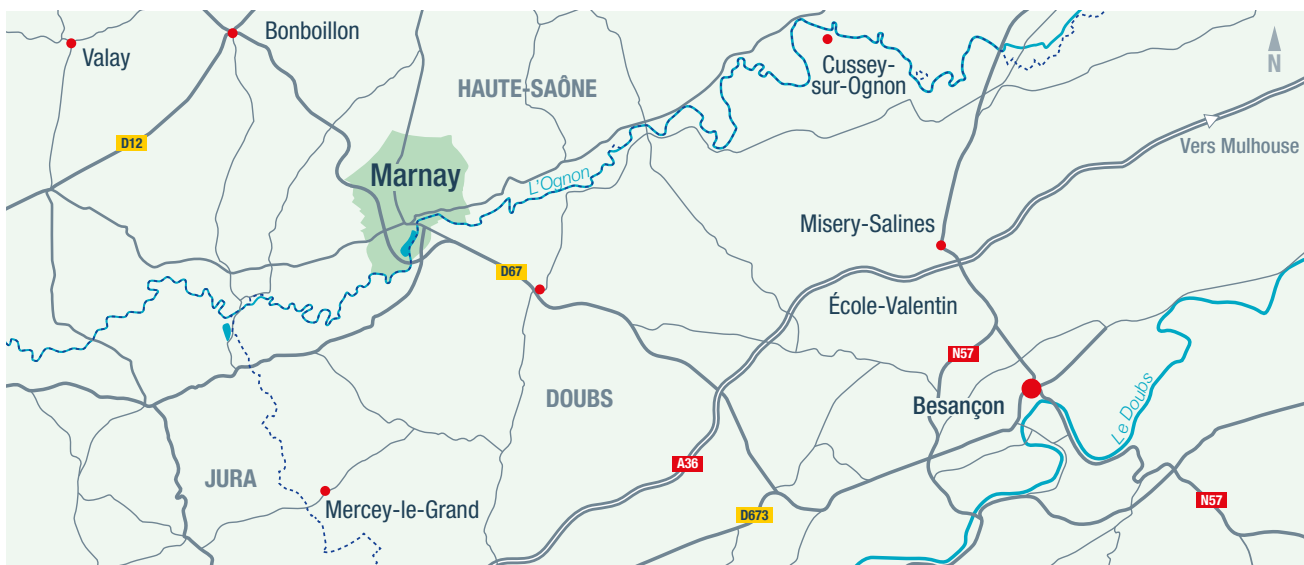 Bonboillon
Valay
Cussey-
sur-Ognon
N
HAUTE-SAÔNE
D12
Vers Mulhouse
Marnay
L'Ognon
Misery-Salines
D67
École-Valentin
N57
Besançon
Le Doubs
DOUBS
A36
JURA
Mercey-le-Grand
D673
N57